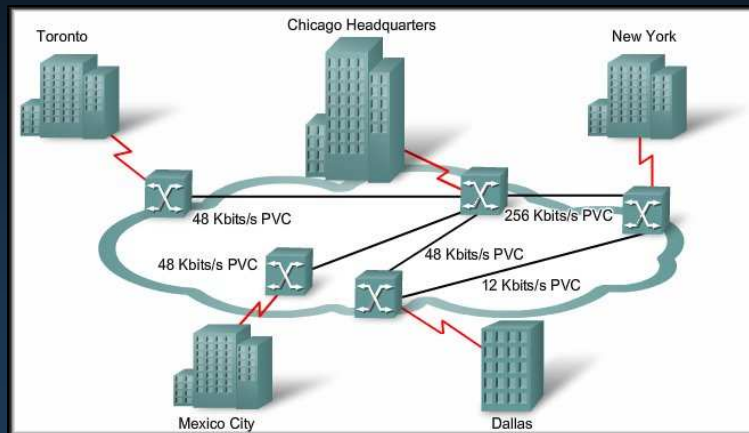 Chicago Headquarters
Toronto
New York
48 Kbits/s PVC
256 Kbits/s PVC
48 Kbits/s PVC
48 Kbits/s PVC
12 Kbits/s PVC
Mexico City
Dallas